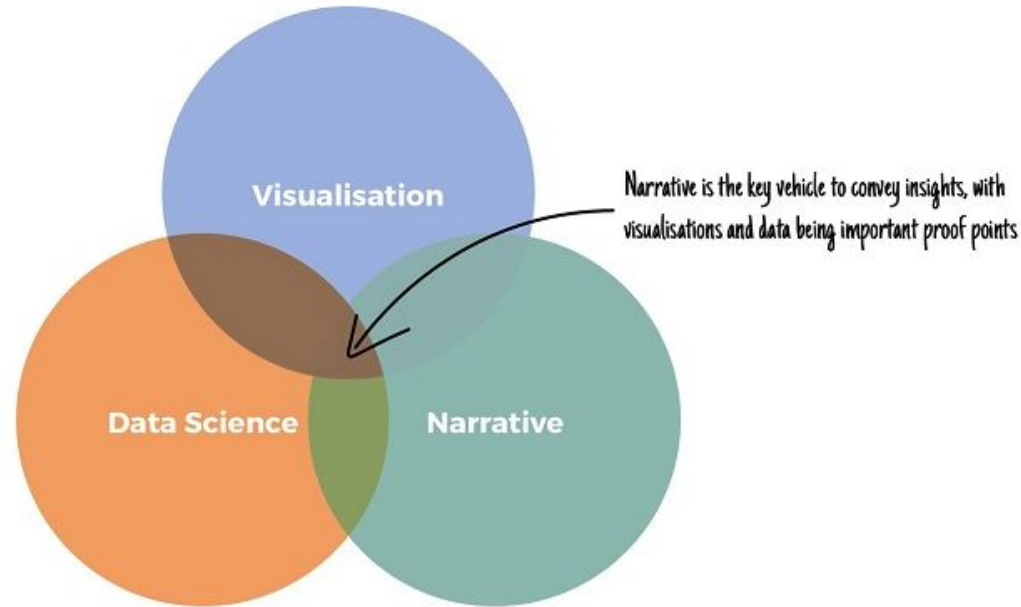 Visualisation
Narrative is the key vehicle to convey insights, with
visualisations and data being important proof points
Data Science
Narrative